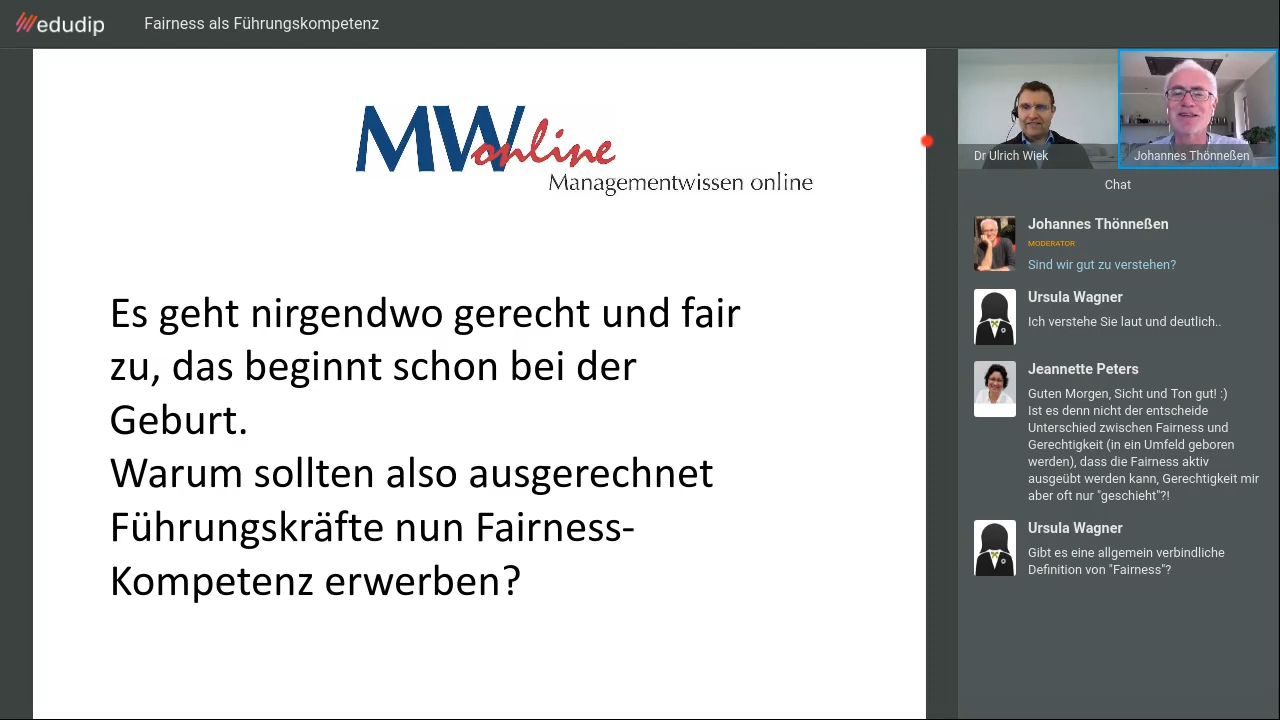 edudip
Fairness als Führungskompetenz
MWonline
Managementwissen online
Es geht nirgendwo gerecht und fair
zu, das beginnt schon bei der
Geburt.
Warum sollten also ausgerechnet
Führungskräfte nun Fairness-
Kompetenz erwerben?
Dr Ulrich Wiek
Johannes Thönneßen
Chat
Johannes Thönneßen
MODERATOR
Sind wir gut zu verstehen?
Ursula Wagner
Ich verstehe Sie laut und deutlich..
Jeannette Peters
Guten Morgen, Sicht und Ton gut! :)
Ist es denn nicht der entscheide
Unterschied zwischen Fairness und
Gerechtigkeit (in ein Umfeld geboren
werden), dass die Fairness aktiv
ausgeübt werden kann, Gerechtigkeit mir
aber oft nur "geschieht"?!
Ursula Wagner
Gibt es eine allgemein verbindliche
Definition von "Fairness"?